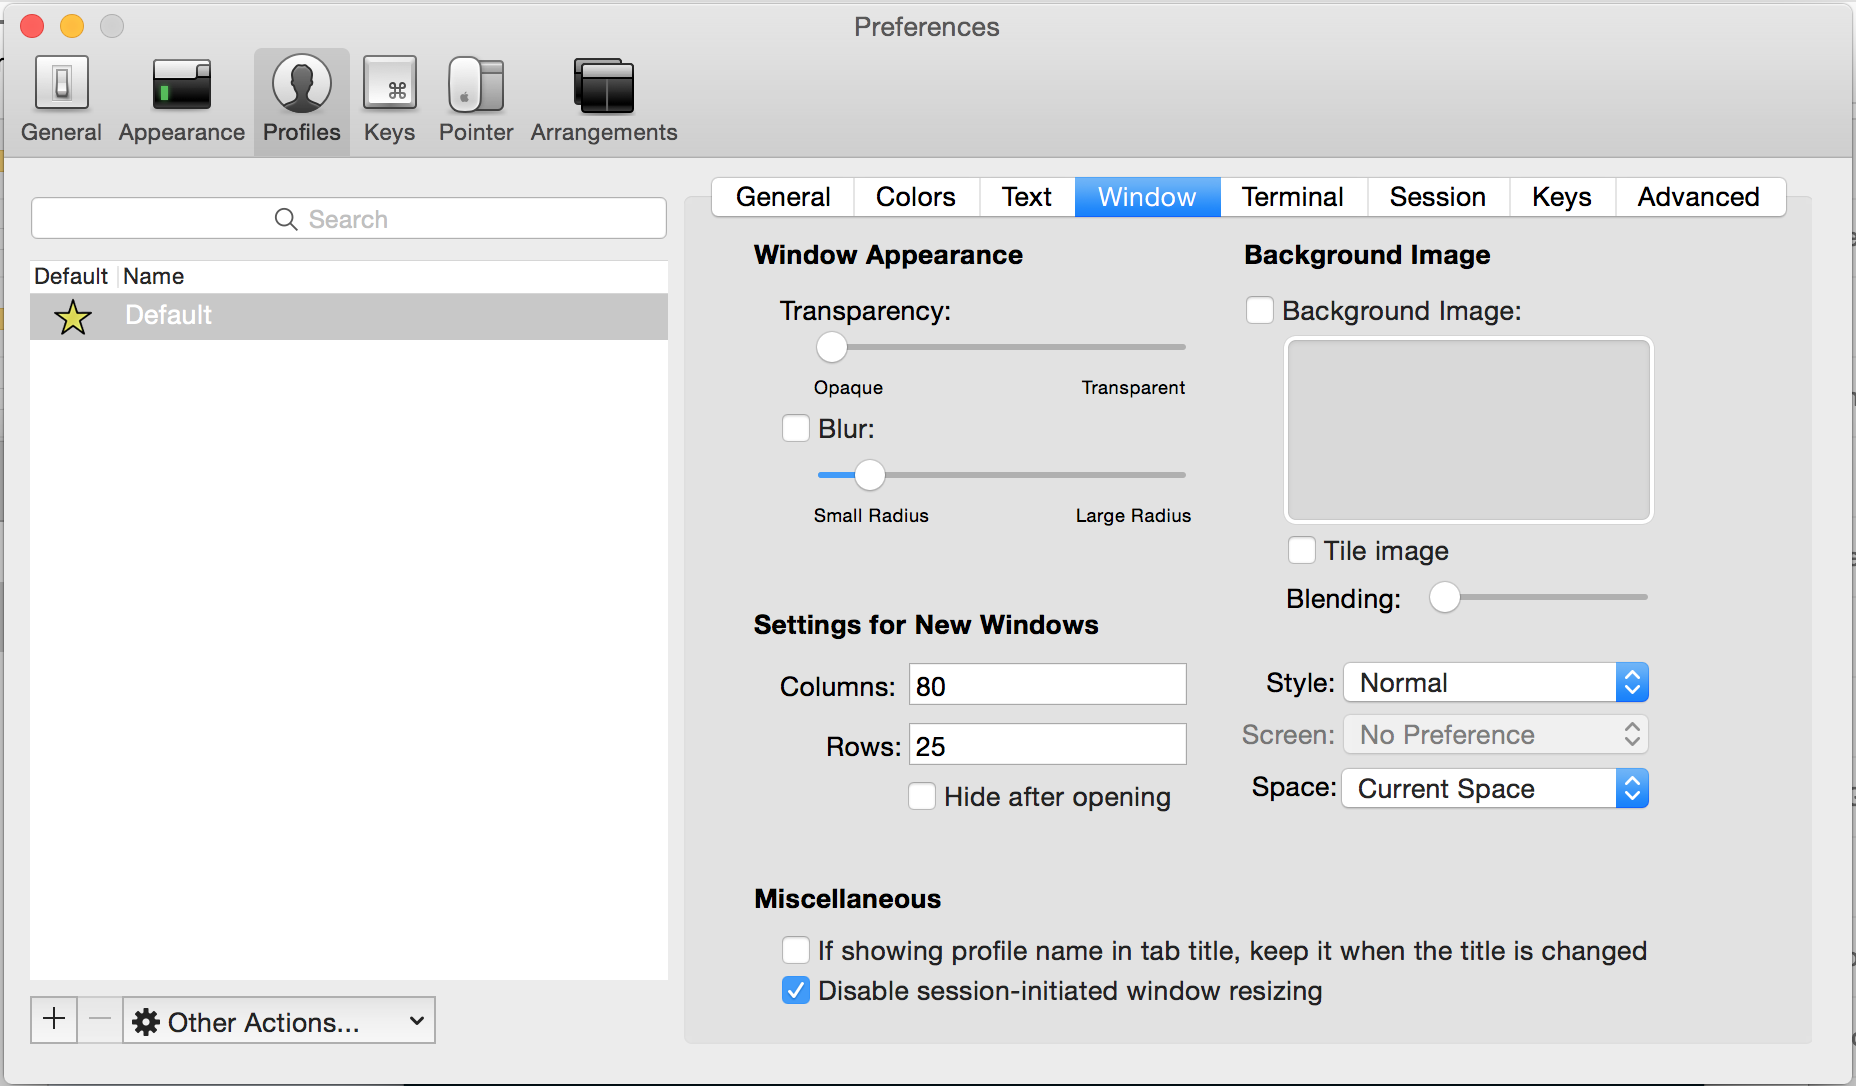 Preferences
General Appearance Profiles Keys Pointer Arrangements
Search
Default Name
Default
Other Actions...
General Colors Text Window Terminal Session Keys Advanced
Window Appearance
Transparency:
Opaque Transparent
Blur:
Small Radius Large Radius
Background Image
Background Image:
Tile image
Blending:
Settings for New Windows
Columns: 80
Rows: 25
Hide after opening
Style: Normal
Screen: No Preference
Space: Current Space
Miscellaneous
If showing profile name in tab title, keep it when the title is changed
Disable session-initiated window resizing